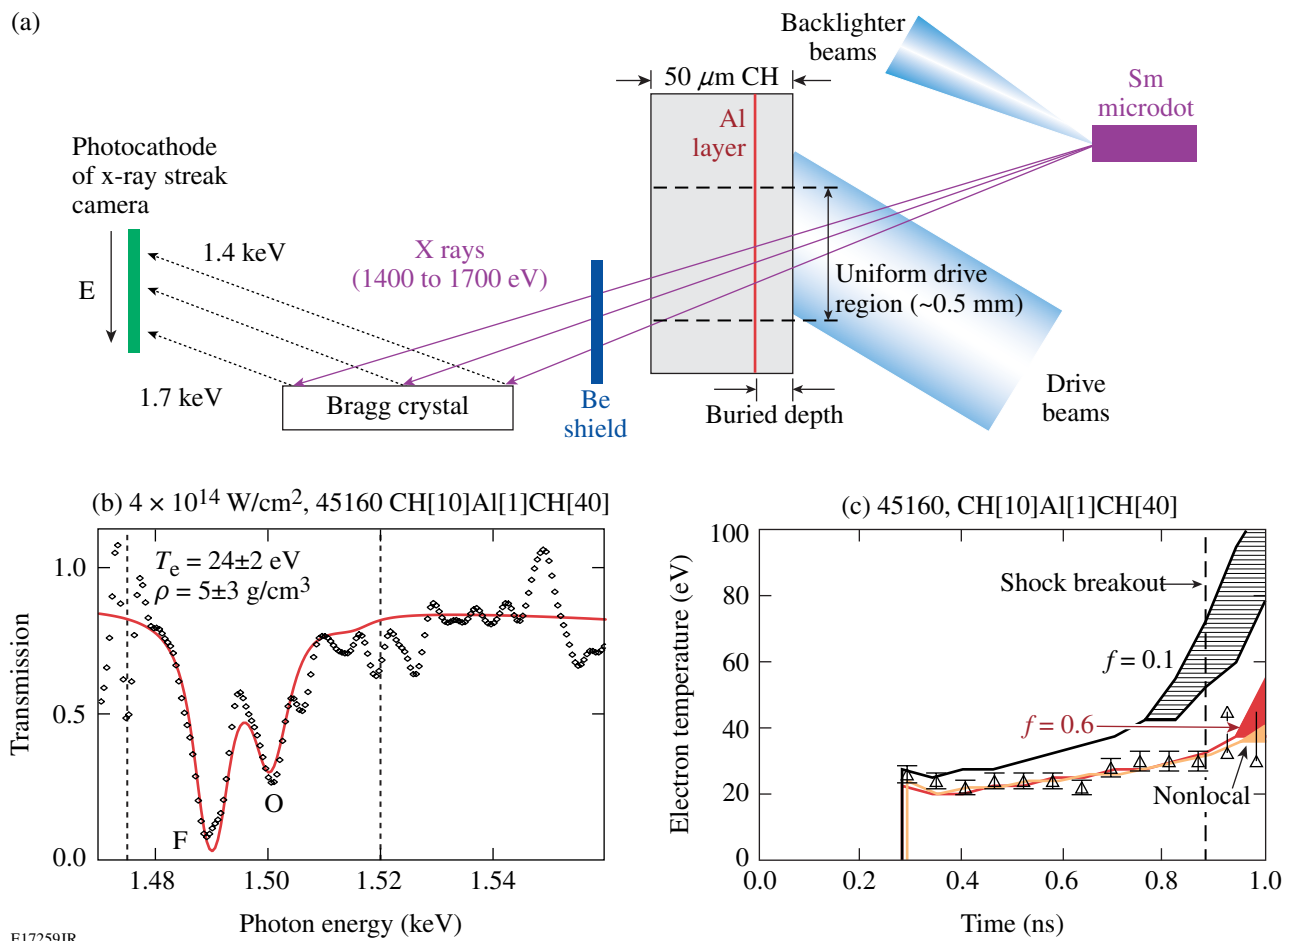 (a)
Backlighter
beams
50 μm CH
Sm
microdot
Al
layer
Photocathode
of x-ray streak
camera
1.4 keV
X rays
(1400 to 1700 eV)
E
Uniform drive
region (~0.5 mm)
1.7 keV
Bragg crystal
Be
shield
Buried depth
Drive
beams
(b) 4 × 10¹⁴ W/cm², 45160 CH[10]Al[1]CH[40]
Tₑ = 24±2 eV
ρ = 5±3 g/cm³
Transmission
1.0
0.5
0.0
F
O
1.48
1.50
1.52
1.54
Photon energy (keV)
(c) 45160, CH[10]Al[1]CH[40]
Electron temperature (eV)
100
80
60
40
20
0
Shock breakout
f = 0.1
f = 0.6
Nonlocal
0.0
0.2
0.4
0.6
0.8
1.0
Time (ns)
E17259JR